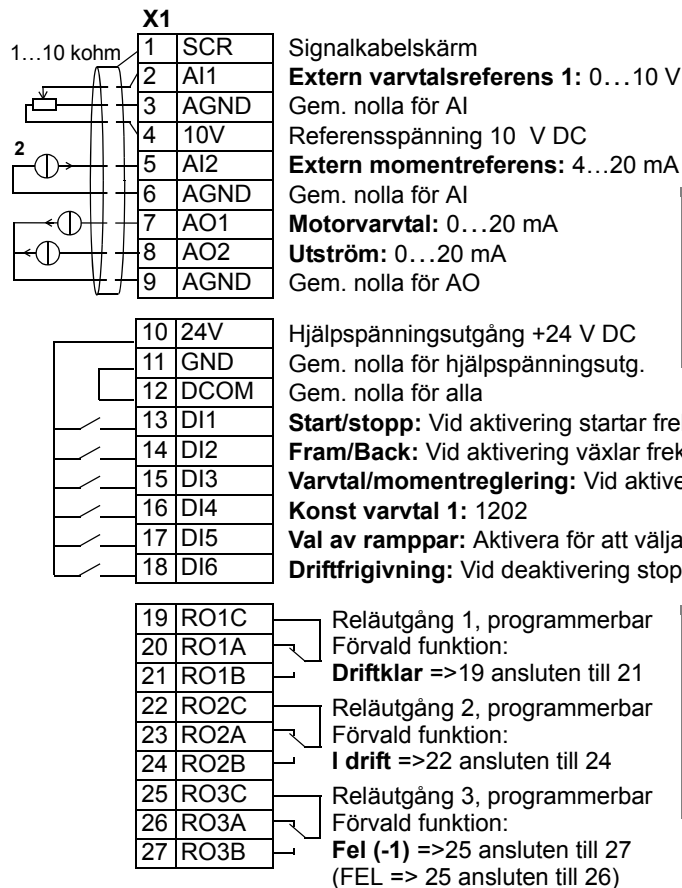 X1
1…10 kohm
1 SCR Signalkabelskärm
2 AI1 Extern varvtalsreferens 1: 0…10 V
3 AGND Gem. nolla för AI
4 10V Referensspänning 10 V DC
2
5 AI2 Extern momentreferens: 4…20 mA
6 AGND Gem. nolla för AI
7 AO1 Motorvarvtal: 0…20 mA
8 AO2 Utström: 0…20 mA
9 AGND Gem. nolla för AO
10 24V Hjälpspänningsutgång +24 V DC
11 GND Gem. nolla för hjälpspänningsutg.
12 DCOM Gem. nolla för alla
13 DI1 Start/stopp: Vid aktivering startar fre
14 DI2 Fram/Back: Vid aktivering växlar frek
15 DI3 Varvtal/momentreglering: Vid aktive
16 DI4 Konst varvtal 1: 1202
17 DI5 Val av ramppar: Aktivera för att välja
18 DI6 Driftfrigivning: Vid deaktivering stop
19 RO1C Reläutgång 1, programmerbar
20 RO1A Förvald funktion:
21 RO1B Driftklar =>19 ansluten till 21
22 RO2C Reläutgång 2, programmerbar
23 RO2A Förvald funktion:
24 RO2B I drift =>22 ansluten till 24
25 RO3C Reläutgång 3, programmerbar
26 RO3A Förvald funktion:
27 RO3B Fel (-1) =>25 ansluten till 27
(FEL => 25 ansluten till 26)